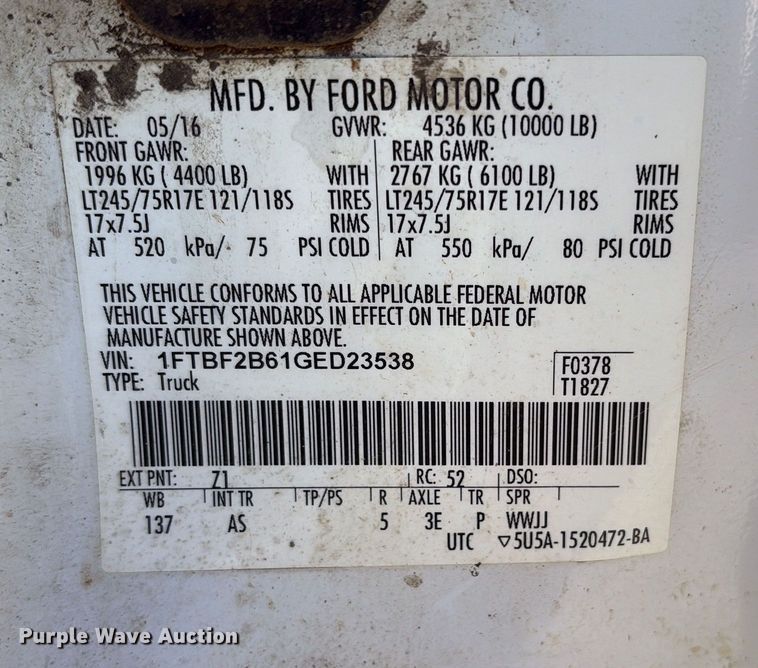 MFD. BY FORD MOTOR CO.
DATE: 05/16 GVWR: 4536 KG (10000 LB)
FRONT GAWR: REAR GAWR:
1996 KG ( 4400 LB) WITH 2767 KG ( 6100 LB) WITH
LT245/75R17E 121/118S TIRES LT245/75R17E 121/118S TIRES
17x7.5J RIMS 17x7.5J RIMS
AT 520 kPa/ 75 PSI COLD AT 550 kPa/ 80 PSI COLD
THIS VEHICLE CONFORMS TO ALL APPLICABLE FEDERAL MOTOR
VEHICLE SAFETY STANDARDS IN EFFECT ON THE DATE OF
MANUFACTURE SHOWN ABOVE.
VIN: 1FTBF2B61GED23538 F0378
TYPE: Truck T1827
EXT PNT: Z1 RC: 52 DSO:
WB INT TR TP/PS R AXLE TR SPR
137 AS 5 3E P WWJJ
UTC ▽5U5A-1520472-BA
Purple Wave Auction